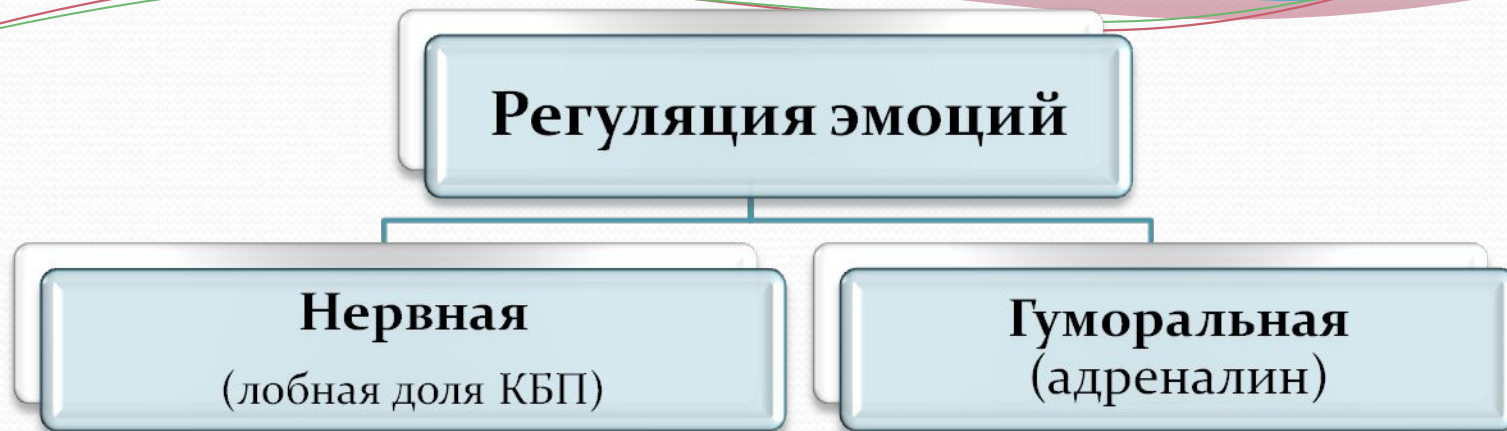 Регуляция эмоций
Нервная
(лобная доля КБП)
Гуморальная
(адреналин)